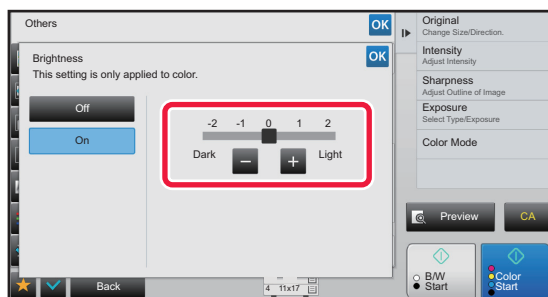 Others
OK
Brightness
OK
This setting is only applied to color.
Off
On
-2 -1 0 1 2
Dark
−
+
Light
Back
4 11x17
Original
Change Size/Direction.
Intensity
Adjust Intensity
Sharpness
Adjust Outline of Image
Exposure
Select Type/Exposure
Color Mode
Preview
CA
B/W
Start
Color
Start